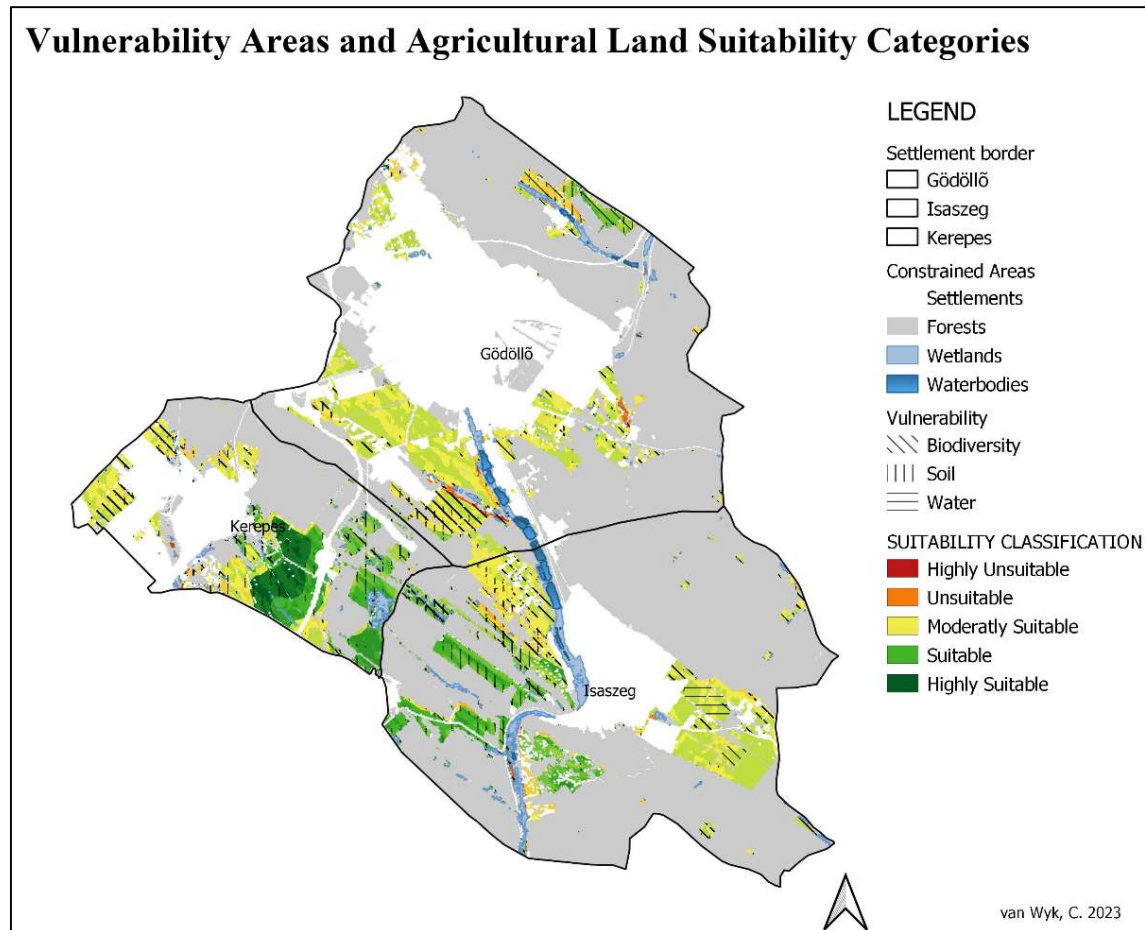 Vulnerability Areas and Agricultural Land Suitability Categories
LEGEND
Settlement border
Gödöllõ
Isaszeg
Kerepes
Constrained Areas
Settlements
Forests
Wetlands
Waterbodies
Vulnerability
Biodiversity
Soil
Water
SUITABILITY CLASSIFICATION
Highly Unsuitable
Unsuitable
Moderatly Suitable
Suitable
Highly Suitable
Gödöllõ
Kerepes
Isaszeg
van Wyk, C. 2023